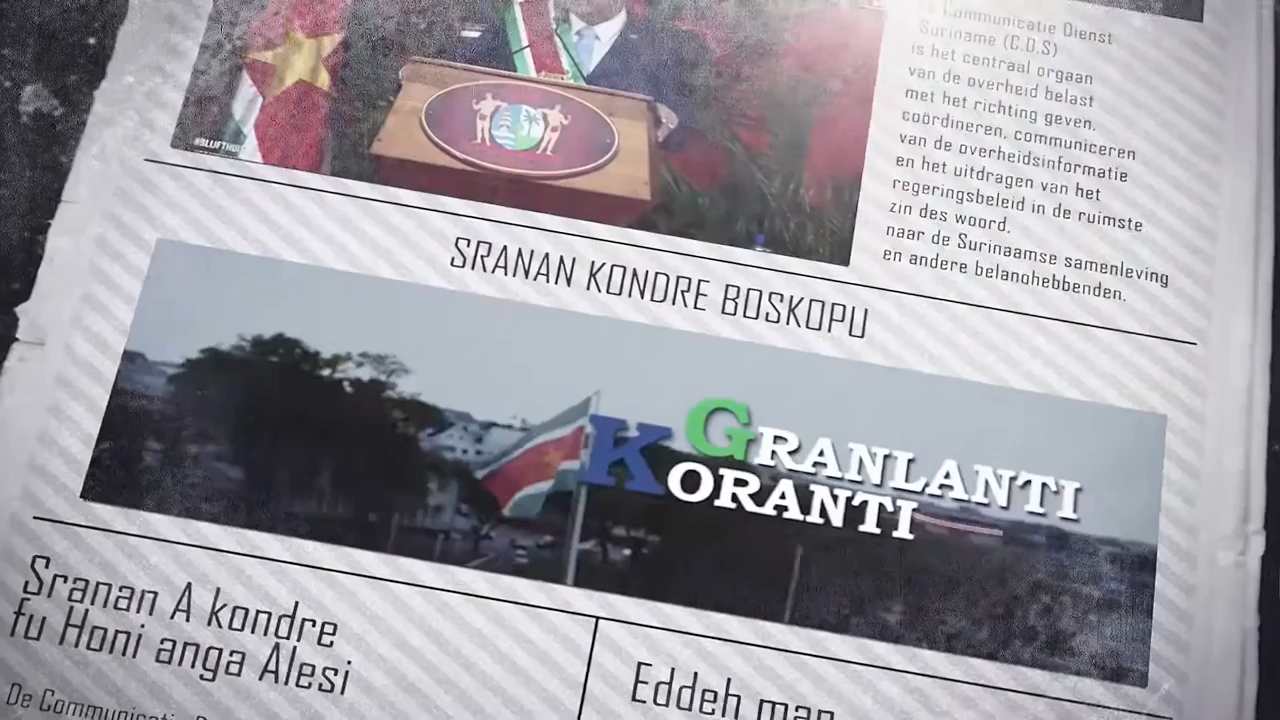 Communicatie Dienst
Suriname (C.D.S)
is het centraal orgaan
van de overheid belast
met het richting geven,
coördineren, communiceren
van de overheidsinformatie
en het uitdragen van het
regeringsbeleid in de ruimste
zin des woord,
naar de Surinaamse samenleving
en andere belanghebbenden.
SRANAN KONDRE BOSKOPU
GRANLANTI
KORANTI
Sranan A kondre
fu Honi anga Alesi
Eddeh man
De